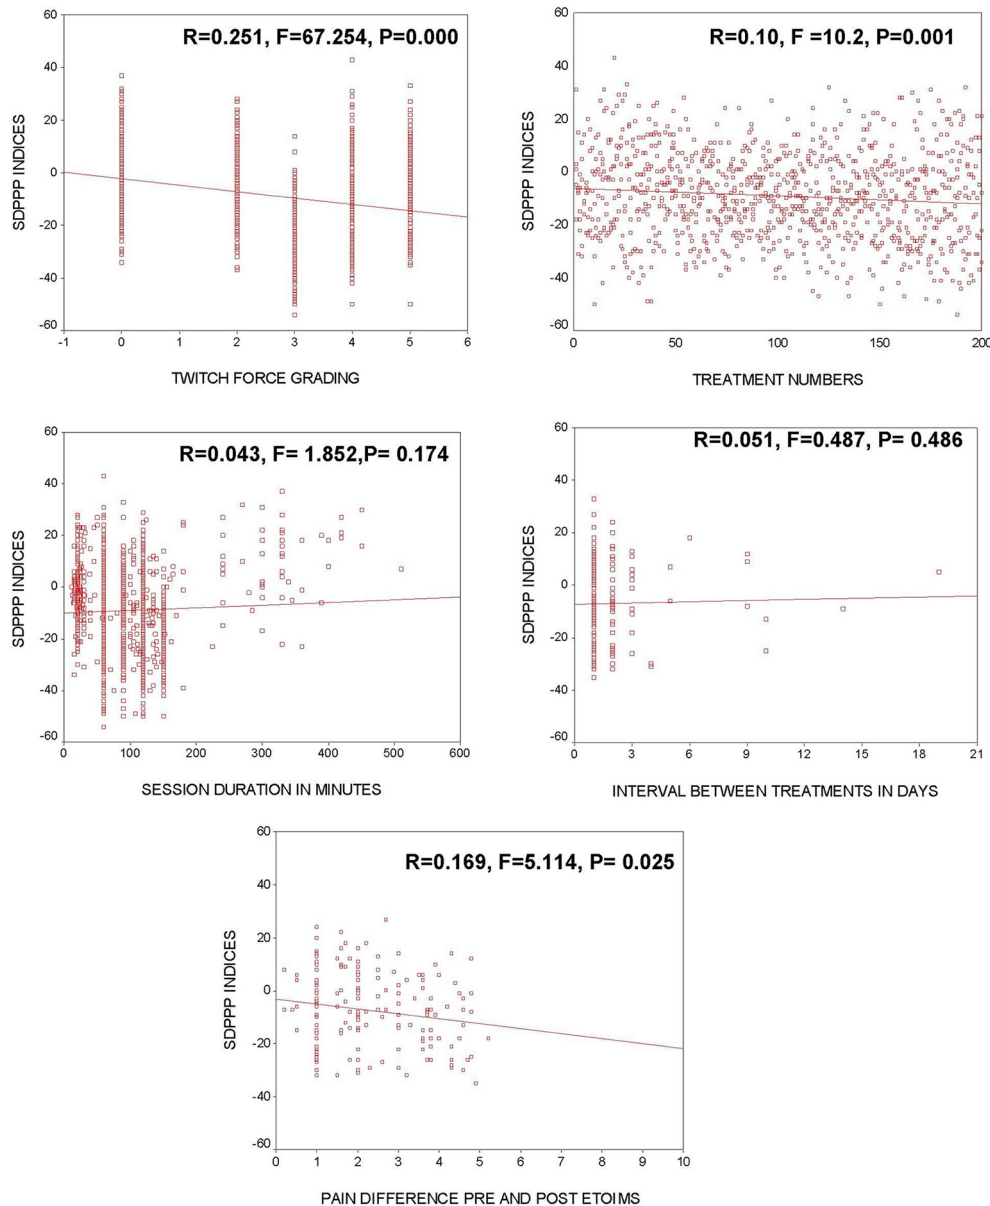 R=0.251, F=67.254, P=0.000
SDPPP INDICES
60
40
20
0
-20
-40
-60
-1 0 1 2 3 4 5 6
TWITCH FORCE GRADING
R=0.10, F =10.2, P=0.001
SDPPP INDICES
60
40
20
0
-20
-40
-60
0 50 100 150 200
TREATMENT NUMBERS
R=0.043, F= 1.852,P= 0.174
SDPPP INDICES
60
40
20
0
-20
-40
-60
0 100 200 300 400 500 600
SESSION DURATION IN MINUTES
R=0.051, F=0.487, P= 0.486
SDPPP INDICES
60
40
20
0
-20
-40
-60
0 3 6 9 12 15 18 21
INTERVAL BETWEEN TREATMENTS IN DAYS
R=0.169, F=5.114, P= 0.025
SDPPP INDICES
60
40
20
0
-20
-40
-60
0 1 2 3 4 5 6 7 8 9 10
PAIN DIFFERENCE PRE AND POST ETOIMS